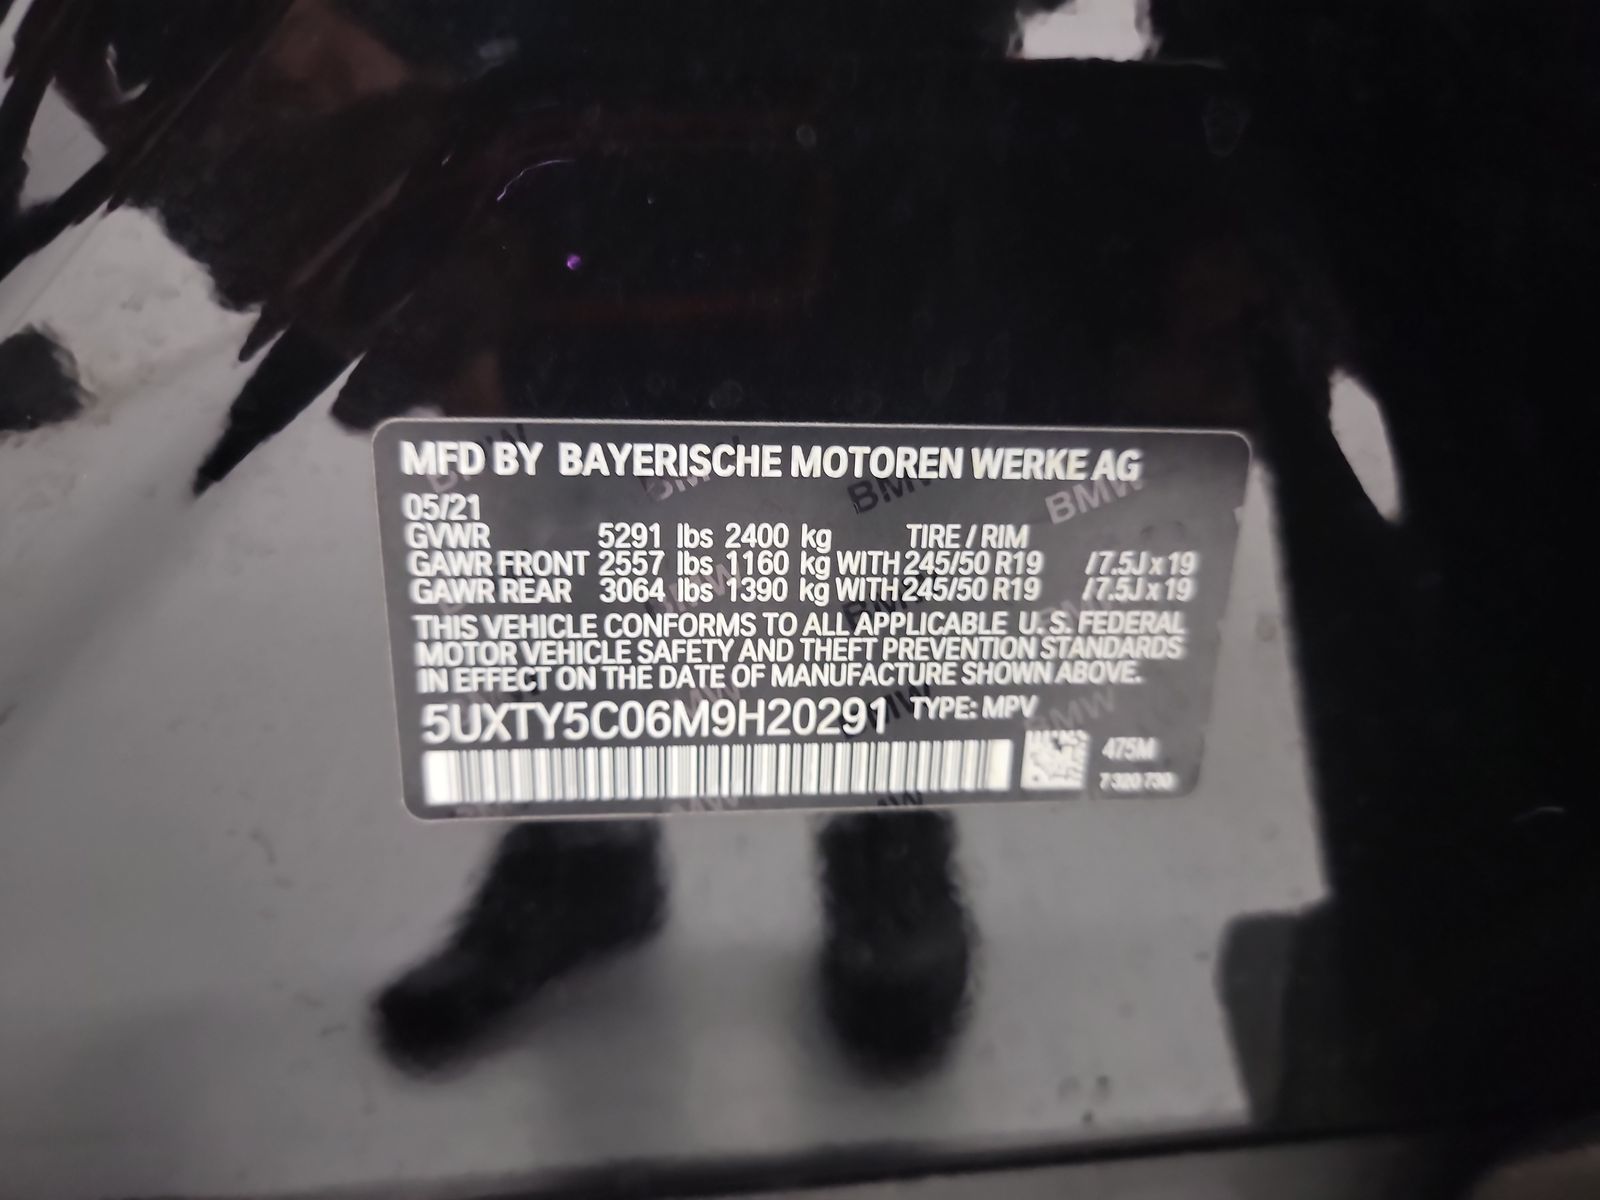 MFD BY BAYERISCHE MOTOREN WERKE AG
05/21
GVWR 5291 lbs 2400 kg TIRE / RIM
GAWR FRONT 2557 lbs 1160 kg WITH 245/50 R19 /7.5J x 19
GAWR REAR 3064 lbs 1390 kg WITH 245/50 R19 /7.5J x 19
THIS VEHICLE CONFORMS TO ALL APPLICABLE U. S. FEDERAL
MOTOR VEHICLE SAFETY AND THEFT PREVENTION STANDARDS
IN EFFECT ON THE DATE OF MANUFACTURE SHOWN ABOVE.
5UXTY5C06M9H20291 TYPE: MPV
475M
7 320 730